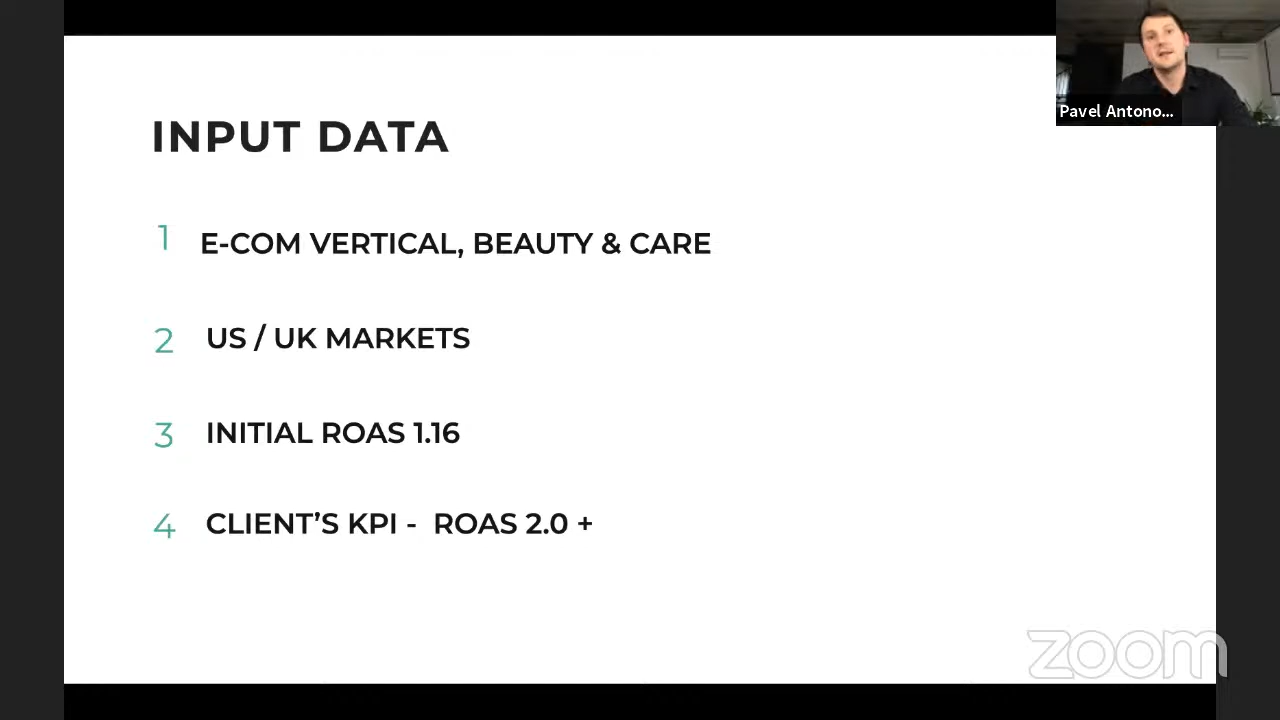 INPUT DATA
1 E-COM VERTICAL, BEAUTY & CARE
2 US / UK MARKETS
3 INITIAL ROAS 1.16
4 CLIENT’S KPI - ROAS 2.0 +
Pavel Antono...
zoom